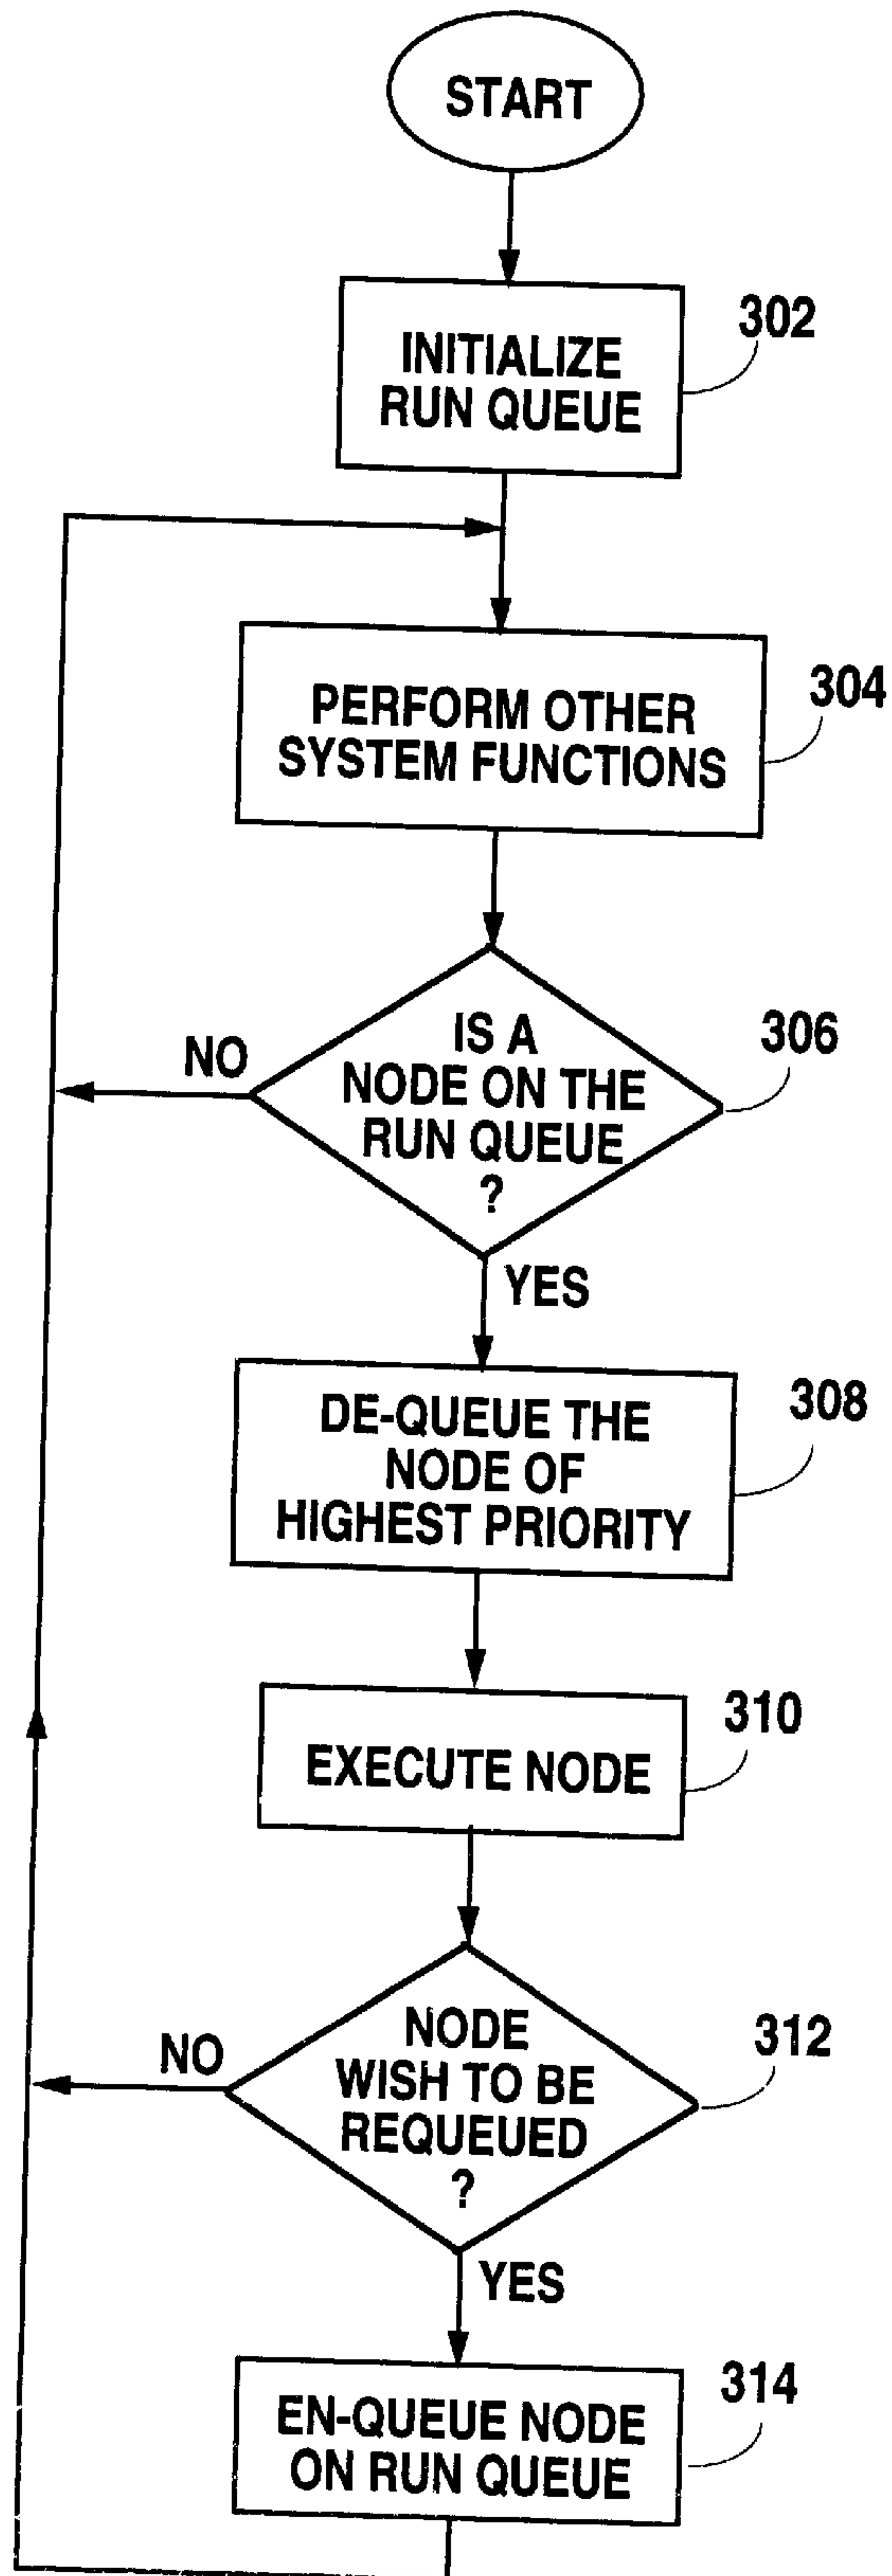 START
INITIALIZE
RUN QUEUE
302
PERFORM OTHER
SYSTEM FUNCTIONS
304
IS A
NODE ON THE
RUN QUEUE
?
306
NO
YES
DE-QUEUE THE
NODE OF
HIGHEST PRIORITY
308
EXECUTE NODE
310
NODE
WISH TO BE
REQUEUED
?
312
NO
YES
EN-QUEUE NODE
ON RUN QUEUE
314